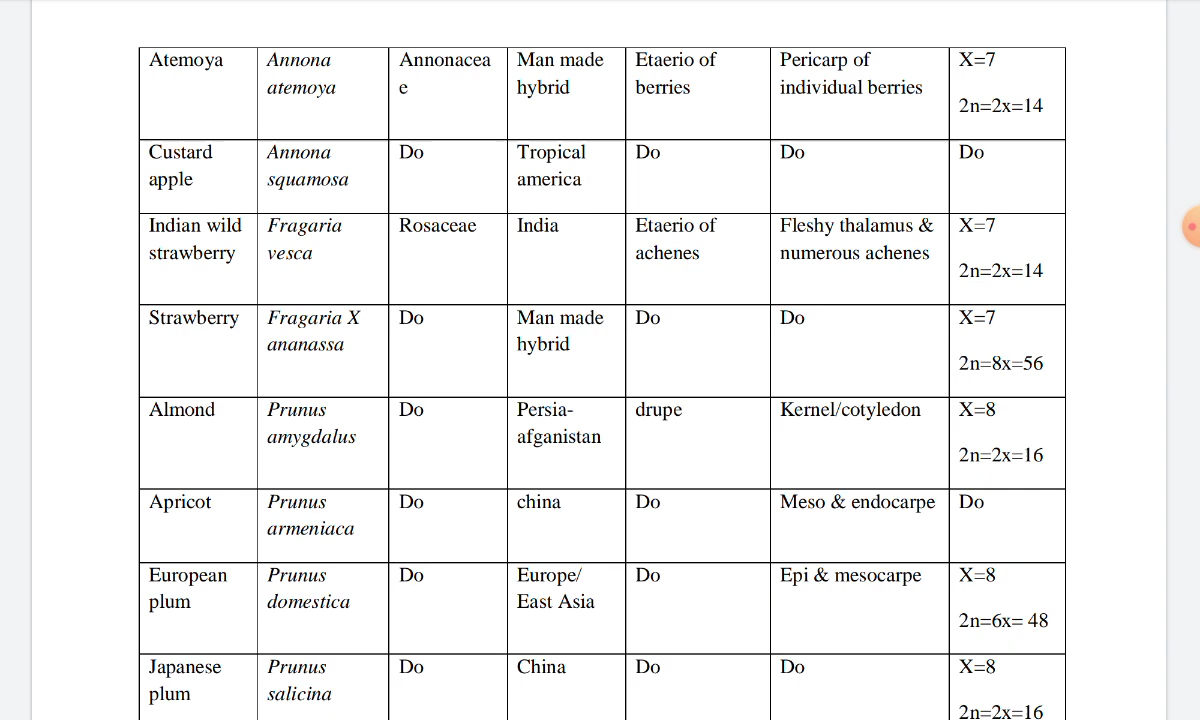 Atemoya Annona Annonacea Man made Etaerio of Pericarp of X=7
atemoya e hybrid berries individual berries
2n=2x=14
Custard Annona Do Tropical Do Do Do
apple squamosa america
Indian wild Fragaria Rosaceae India Etaerio of Fleshy thalamus & X=7
strawberry vesca achenes numerous achenes
2n=2x=14
Strawberry Fragaria X Do Man made Do Do X=7
ananassa hybrid
2n=8x=56
Almond Prunus Do Persia- drupe Kernel/cotyledon X=8
amygdalus afganistan
2n=2x=16
Apricot Prunus Do china Do Meso & endocarpe Do
armeniaca
European Prunus Do Europe/ Do Epi & mesocarpe X=8
plum domestica East Asia
2n=6x= 48
Japanese Prunus Do China Do Do X=8
plum salicina
2n=2x=16